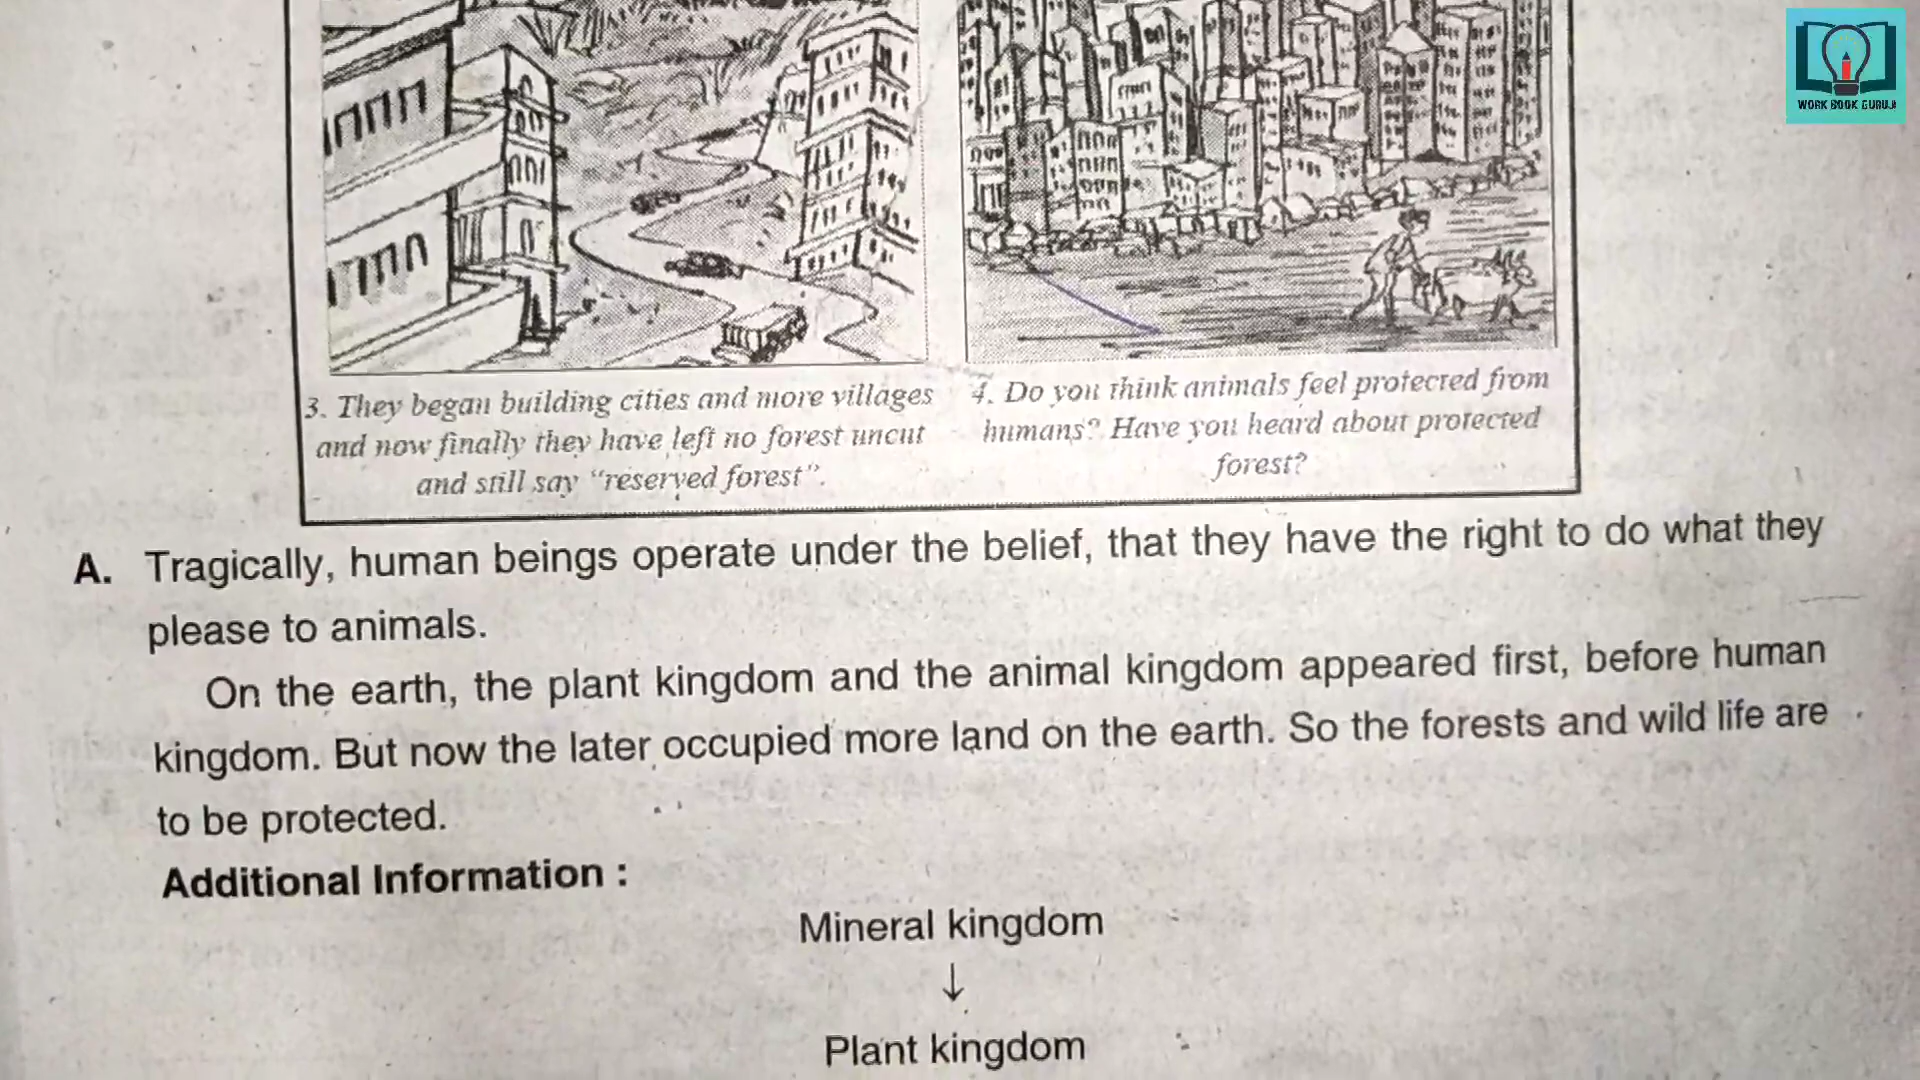 WORK BOOK GURUJI
3. They began building cities and more villages
and now finally they have left no forest uncut
and still say "reserved forest".
4. Do you think animals feel protected from
humans? Have you heard about protected
forest?
A. Tragically, human beings operate under the belief, that they have the right to do what they
please to animals.
On the earth, the plant kingdom and the animal kingdom appeared first, before human
kingdom. But now the later occupied more land on the earth. So the forests and wild life are
to be protected.
Additional Information :
Mineral kingdom
↓
Plant kingdom